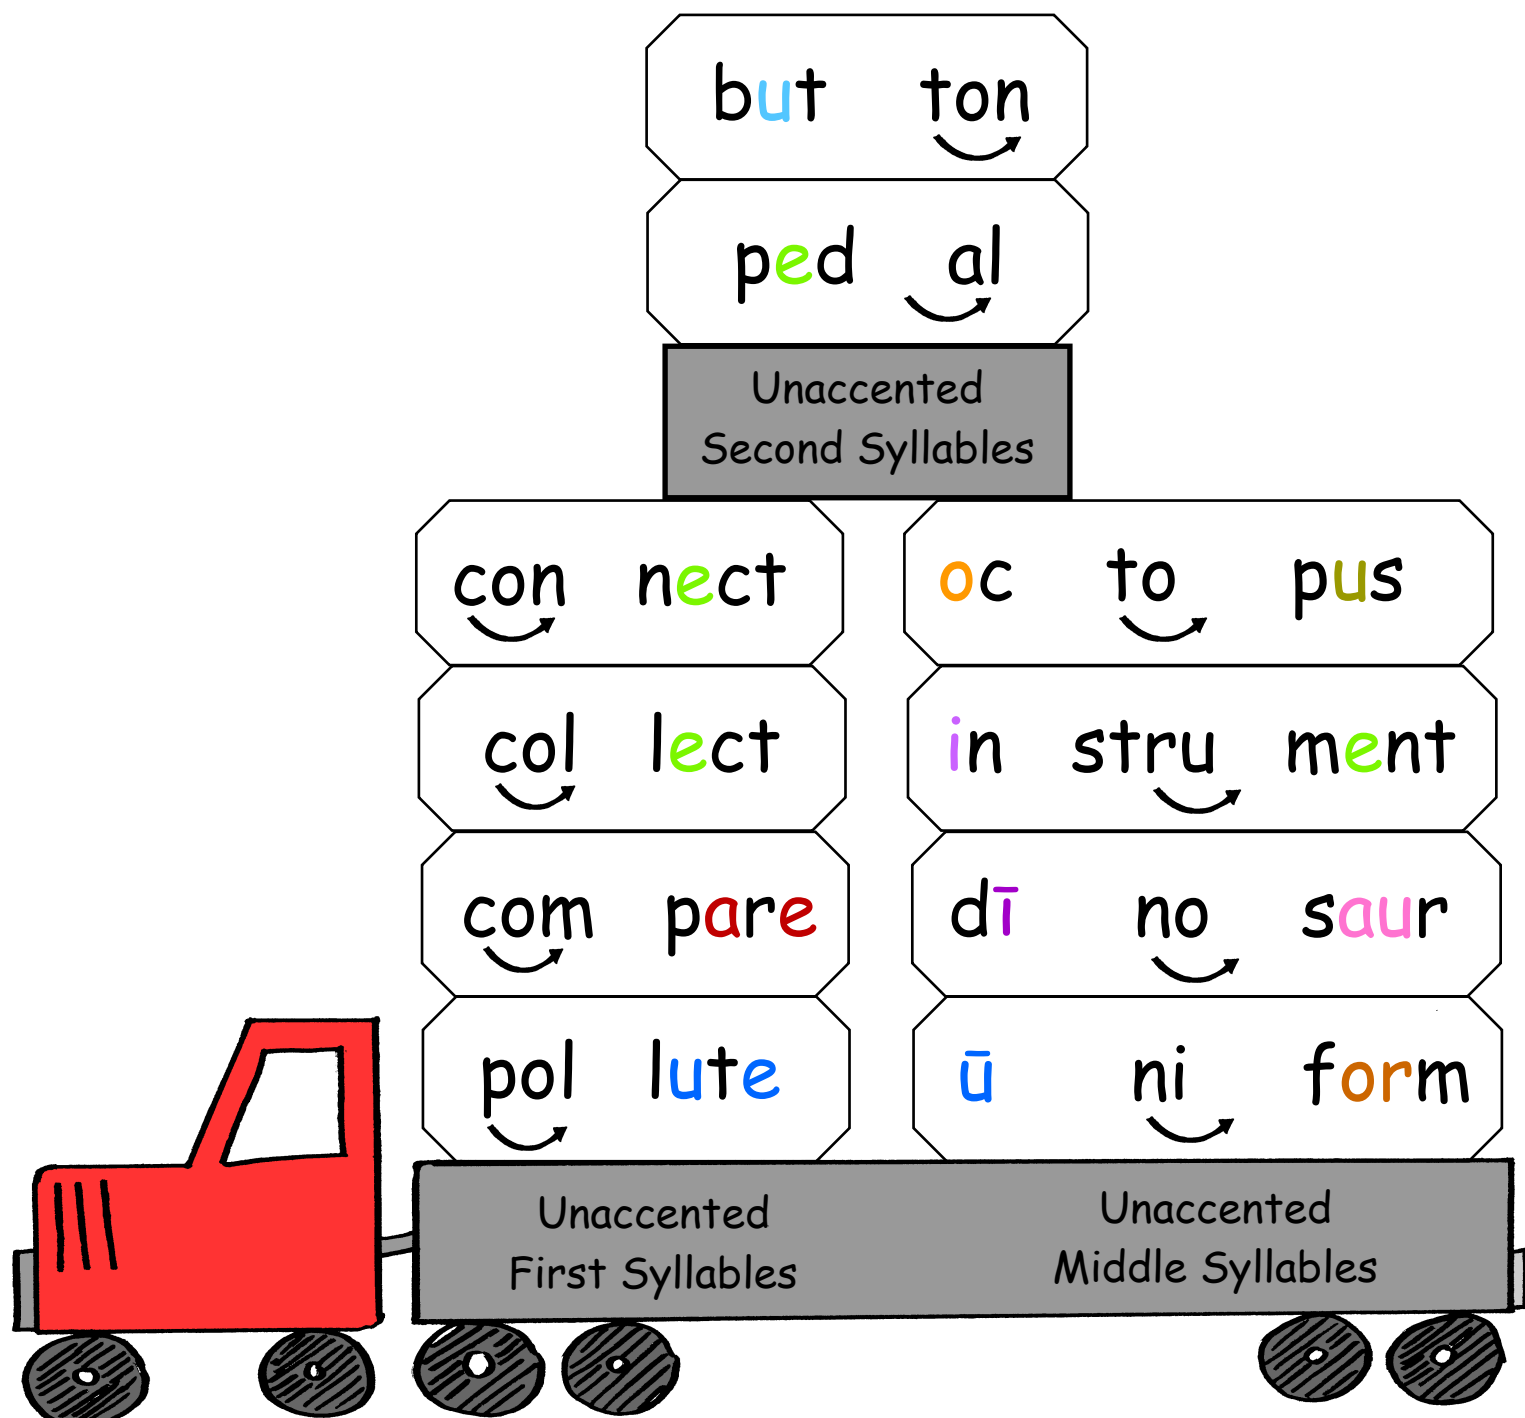 but ton
ped al
Unaccented
Second Syllables
con nect
col lect
com pare
pol lute
oc to pus
in stru ment
dī no saur
ū ni form
Unaccented
First Syllables
Unaccented
Middle Syllables